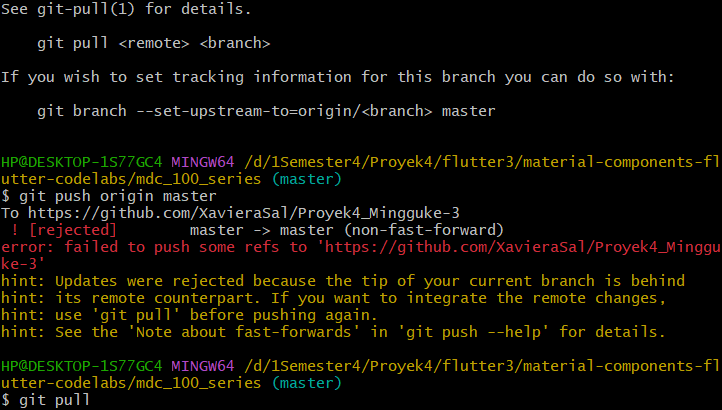 See git-pull(1) for details.
    git pull <remote> <branch>
If you wish to set tracking information for this branch you can do so with:
    git branch --set-upstream-to=origin/<branch> master
HP@DESKTOP-1S77GC4 MINGW64 /d/1Semester4/Proyek4/flutter3/material-components-fl
utter-codelabs/mdc_100_series (master)
$ git push origin master
To https://github.com/XavieraSal/Proyek4_Mingguke-3
 ! [rejected]        master -> master (non-fast-forward)
error: failed to push some refs to 'https://github.com/XavieraSal/Proyek4_Minggu
ke-3'
hint: Updates were rejected because the tip of your current branch is behind
hint: its remote counterpart. If you want to integrate the remote changes,
hint: use 'git pull' before pushing again.
hint: See the 'Note about fast-forwards' in 'git push --help' for details.
HP@DESKTOP-1S77GC4 MINGW64 /d/1Semester4/Proyek4/flutter3/material-components-fl
utter-codelabs/mdc_100_series (master)
$ git pull